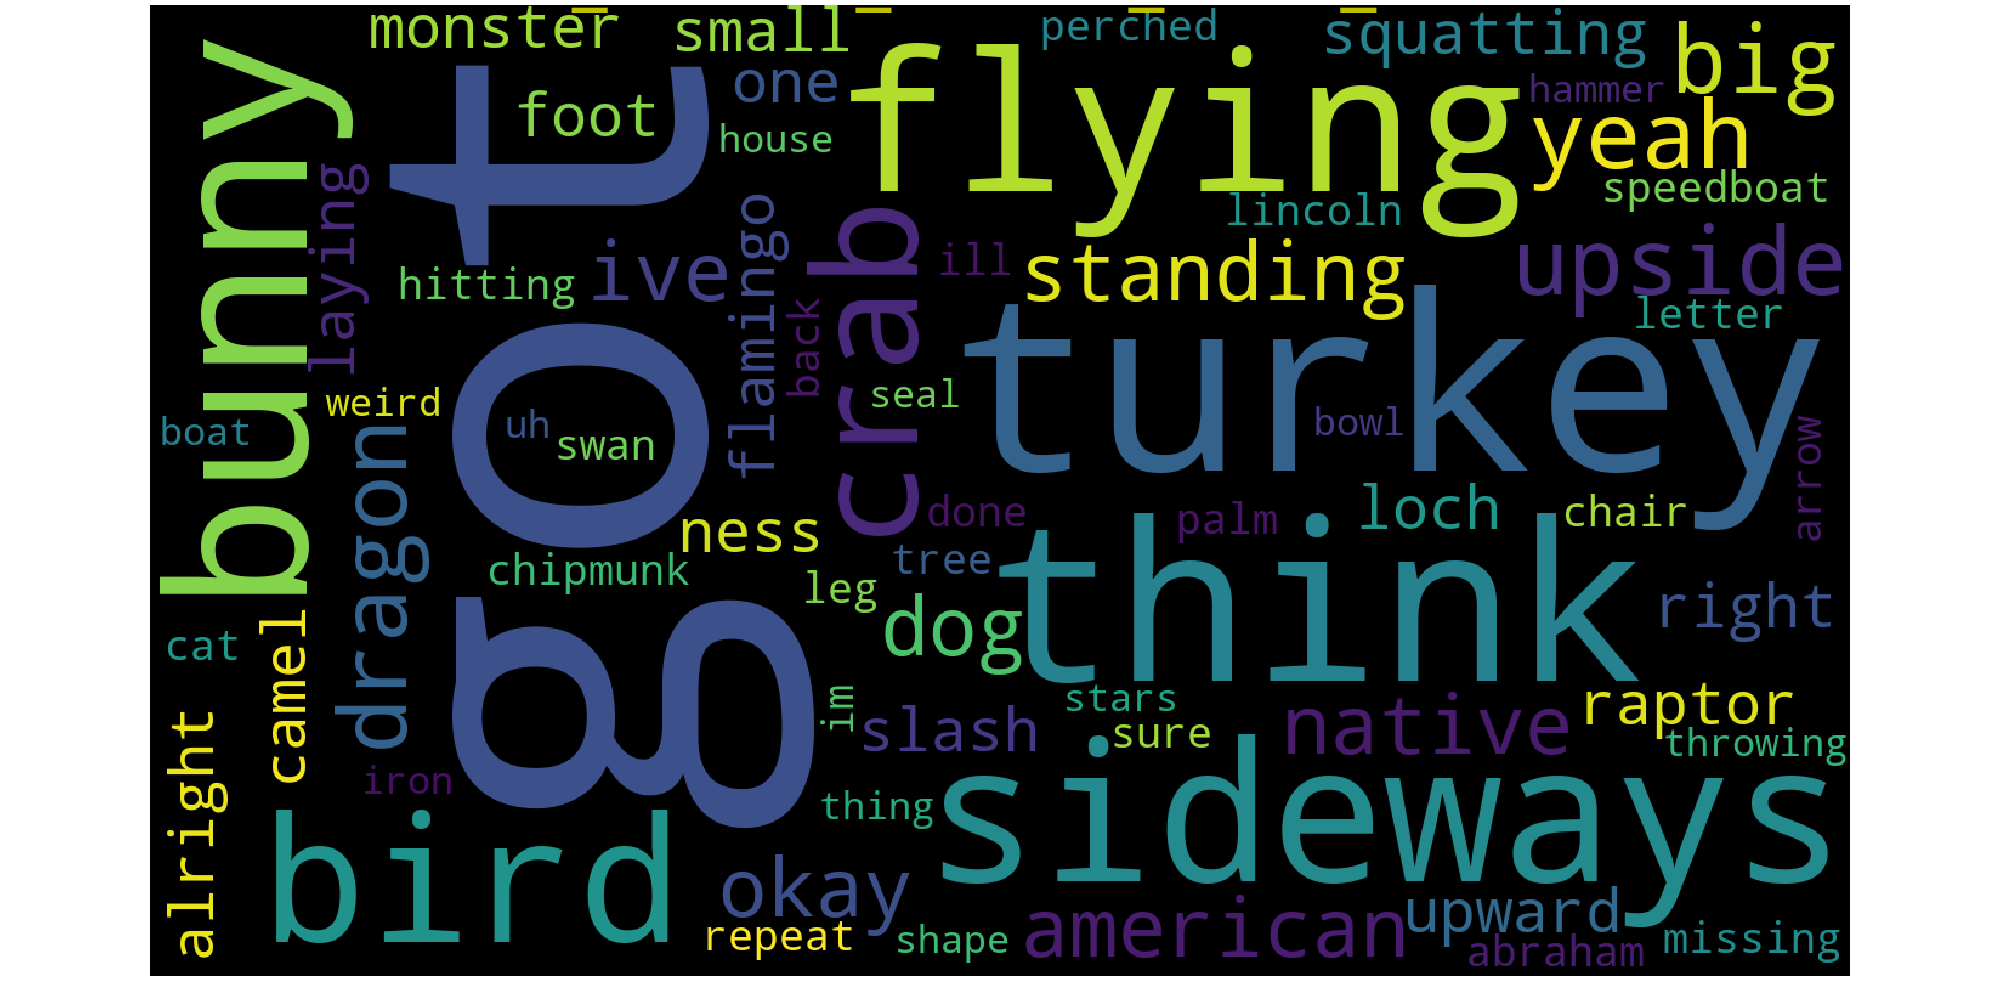 monster
small
perched
squatting
big
bunny
got
foot
one
flying
hammer
yeah
house
laying
speedboat
lincoln
flamingo
crab
hitting
ive
ill
standing
upside
back
turkey
letter
weird
seal
boat
uh
swan
bowl
arrow
dragon
done
palm
loch
chair
ness
think
tree
chipmunk
leg
dog
right
cat
camel
im
stars
raptor
alright
slash
sure
native
throwing
iron
thing
sideways
bird
okay
upward
american
repeat
shape
abraham
missing